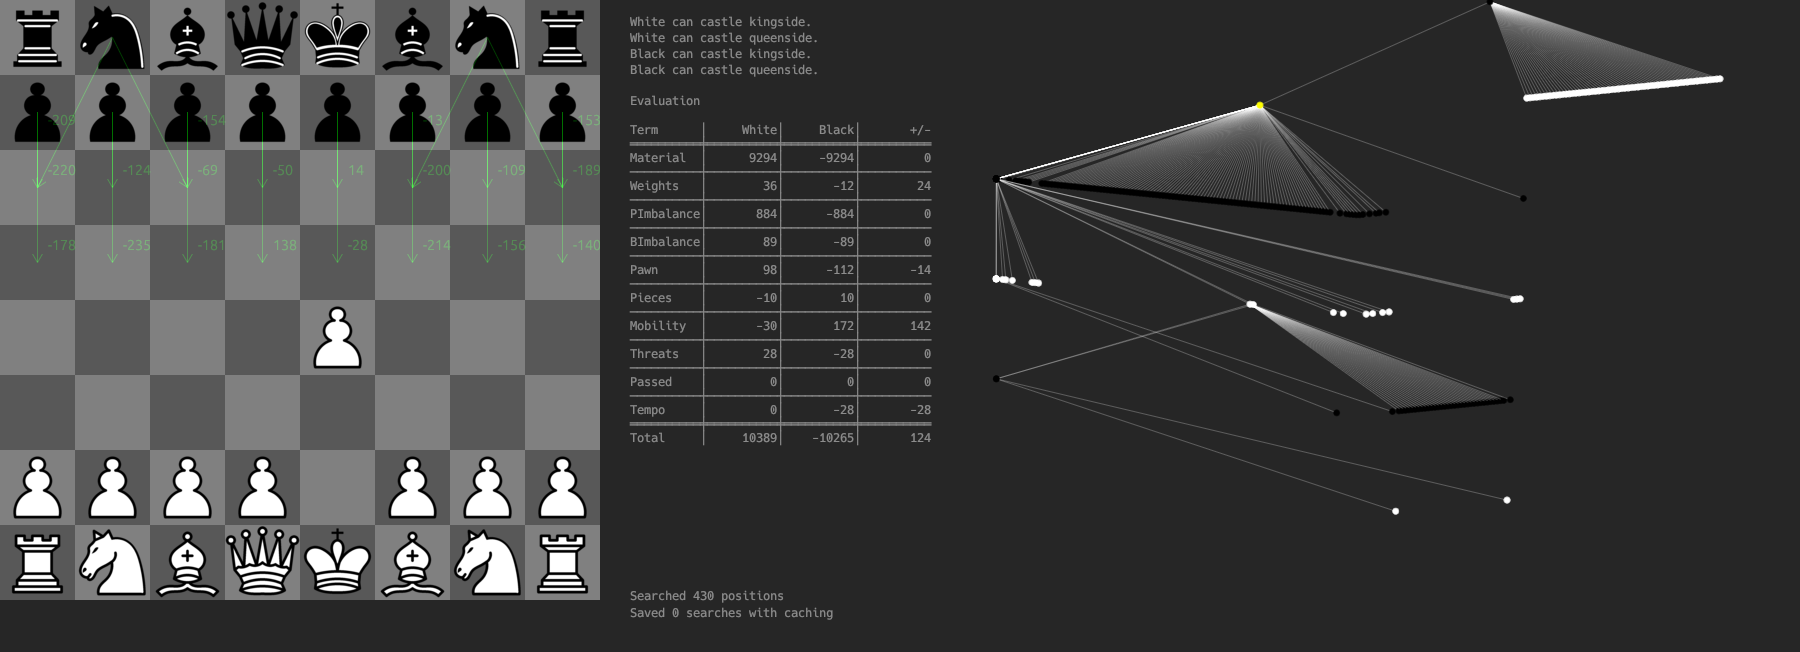 White can castle kingside.
White can castle queenside.
Black can castle kingside.
Black can castle queenside.
Evaluation
Term White Black +/-
Material 9294 -9294 0
Weights 36 -12 24
PImbalance 884 -884 0
BImbalance 89 -89 0
Pawn 98 -112 -14
Pieces -10 10 0
Mobility -30 172 142
Threats 28 -28 0
Passed 0 0 0
Tempo 0 -28 -28
Total 10389 -10265 124
Searched 430 positions
Saved 0 searches with caching
-209 -154 -153
-220 -124 -69 -50 14 -200 -109 -189
-178 -235 -181 138 -28 -214 -156 -140